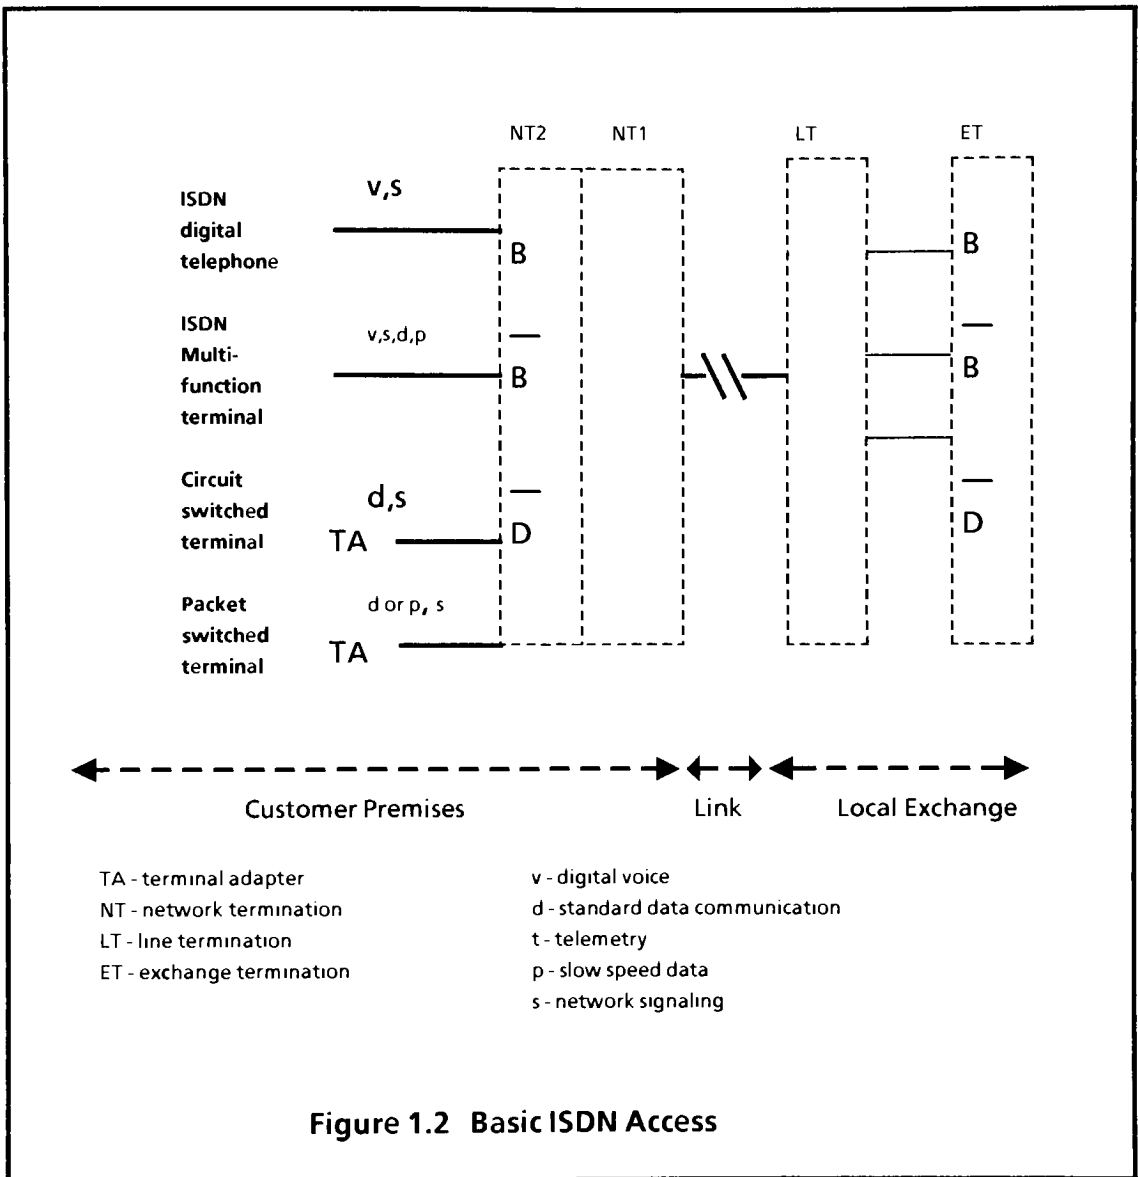 NT2 NT1 LT ET
ISDN
digital
telephone
v,s
B
B
ISDN
Multi-
function
terminal
v,s,d,p
B
B
Circuit
switched
terminal
d,s
TA
D
D
Packet
switched
terminal
d or p, s
TA
Customer Premises Link Local Exchange
TA - terminal adapter
NT - network termination
LT - line termination
ET - exchange termination
v - digital voice
d - standard data communication
t - telemetry
p - slow speed data
s - network signaling
Figure 1.2 Basic ISDN Access